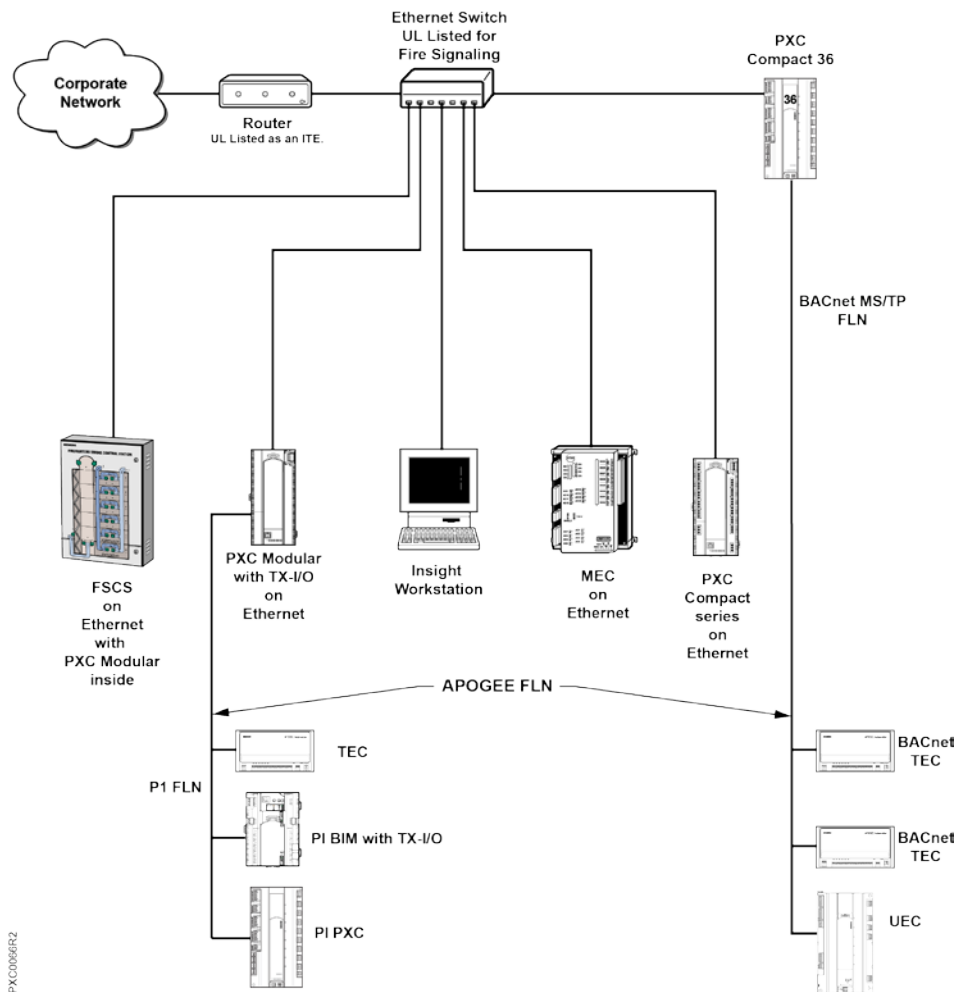 Ethernet Switch
UL Listed for
Fire Signaling
PXC
Compact 36
Corporate
Network
36
Router
UL Listed as an ITE.
BACnet MS/TP
FLN
FSCS
on
Ethernet
with
PXC Modular
inside
PXC Modular
with TX-I/O
on
Ethernet
Insight
Workstation
MEC
on
Ethernet
PXC
Compact
series
on
Ethernet
APOGEE FLN
TEC
P1 FLN
PI BIM with TX-I/O
PI PXC
BACnet
TEC
BACnet
TEC
UEC
PXC0066R2